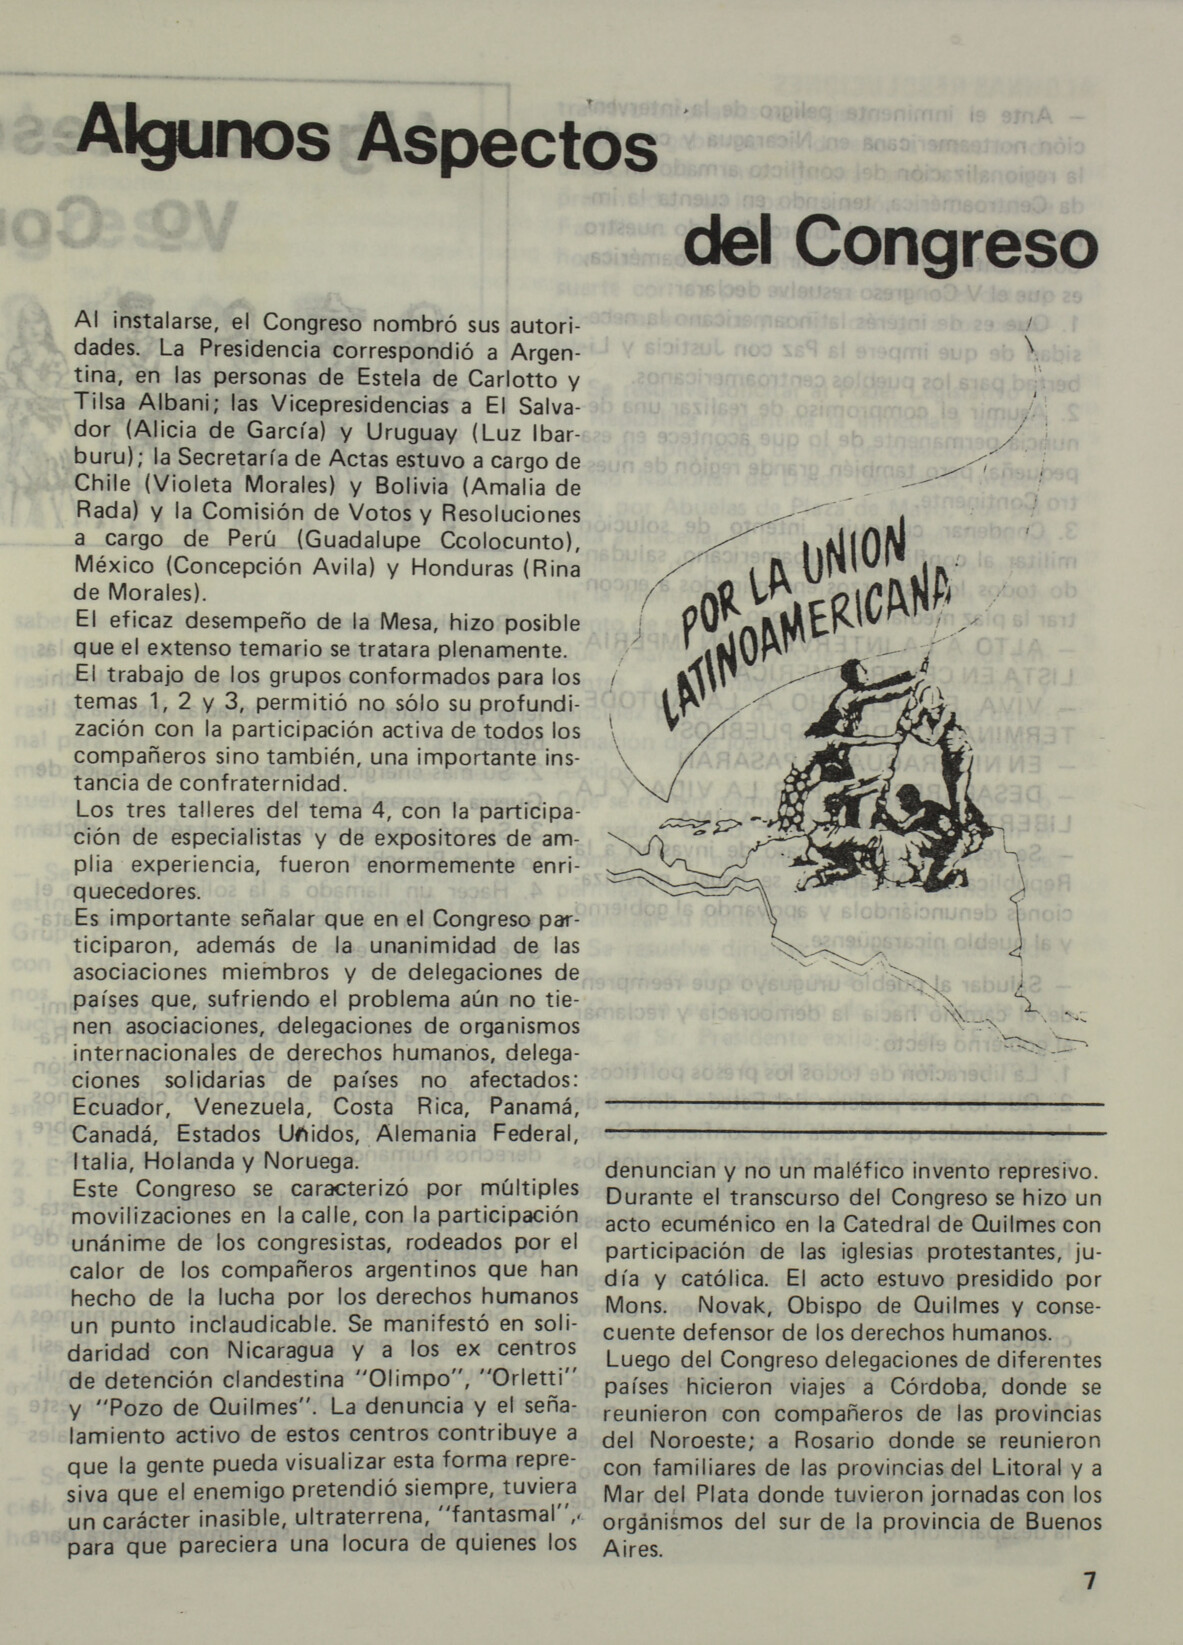 Algunos Aspectos
del Congreso
Al instalarse, el Congreso nombró sus autori-
dades. La Presidencia correspondió a Argen-
tina, en las personas de Estela de Carlotto y
Tilsa Albani; las Vicepresidencias a El Salva-
dor (Alicia de García) y Uruguay (Luz Ibar-
buru); la Secretaría de Actas estuvo a cargo de
Chile (Violeta Morales) y Bolivia (Amalia de
Rada) y la Comisión de Votos y Resoluciones
a cargo de Perú (Guadalupe Ccolocunto),
México (Concepción Avila) y Honduras (Rina
de Morales).
El eficaz desempeño de la Mesa, hizo posible
que el extenso temario se tratara plenamente.
El trabajo de los grupos conformados para los
temas 1, 2 y 3, permitió no sólo su profundi-
zación con la participación activa de todos los
compañeros sino también, una importante ins-
tancia de confraternidad.
Los tres talleres del tema 4, con la participa-
ción de especialistas y de expositores de am-
plia experiencia, fueron enormemente enri-
quecedores.
Es importante señalar que en el Congreso par-
ticiparon, además de la unanimidad de las
asociaciones miembros y de delegaciones de
países que, sufriendo el problema aún no tie-
nen asociaciones, delegaciones de organismos
internacionales de derechos humanos, delega-
ciones solidarias de países no afectados:
Ecuador, Venezuela, Costa Rica, Panamá,
Canadá, Estados Unidos, Alemania Federal,
Italia, Holanda y Noruega.
Este Congreso se caracterizó por múltiples
movilizaciones en la calle, con la participación
unánime de los congresistas, rodeados por el
calor de los compañeros argentinos que han
hecho de la lucha por los derechos humanos
un punto inclaudicable. Se manifestó en soli-
daridad con Nicaragua y a los ex centros
de detención clandestina "Olimpo", "Orletti"
y "Pozo de Quilmes". La denuncia y el seña-
lamiento activo de estos centros contribuye a
que la gente pueda visualizar esta forma repre-
siva que el enemigo pretendió siempre, tuviera
un carácter inasible, ultraterrena, "fantasmal",
para que pareciera una locura de quienes los
POR LA UNION
LATINOAMERICANA
denuncian y no un maléfico invento represivo.
Durante el transcurso del Congreso se hizo un
acto ecuménico en la Catedral de Quilmes con
participación de las iglesias protestantes, ju-
día y católica. El acto estuvo presidido por
Mons. Novak, Obispo de Quilmes y conse-
cuente defensor de los derechos humanos.
Luego del Congreso delegaciones de diferentes
países hicieron viajes a Córdoba, donde se
reunieron con compañeros de las provincias
del Noroeste; a Rosario donde se reunieron
con familiares de las provincias del Litoral y a
Mar del Plata donde tuvieron jornadas con los
organismos del sur de la provincia de Buenos
Aires.
7